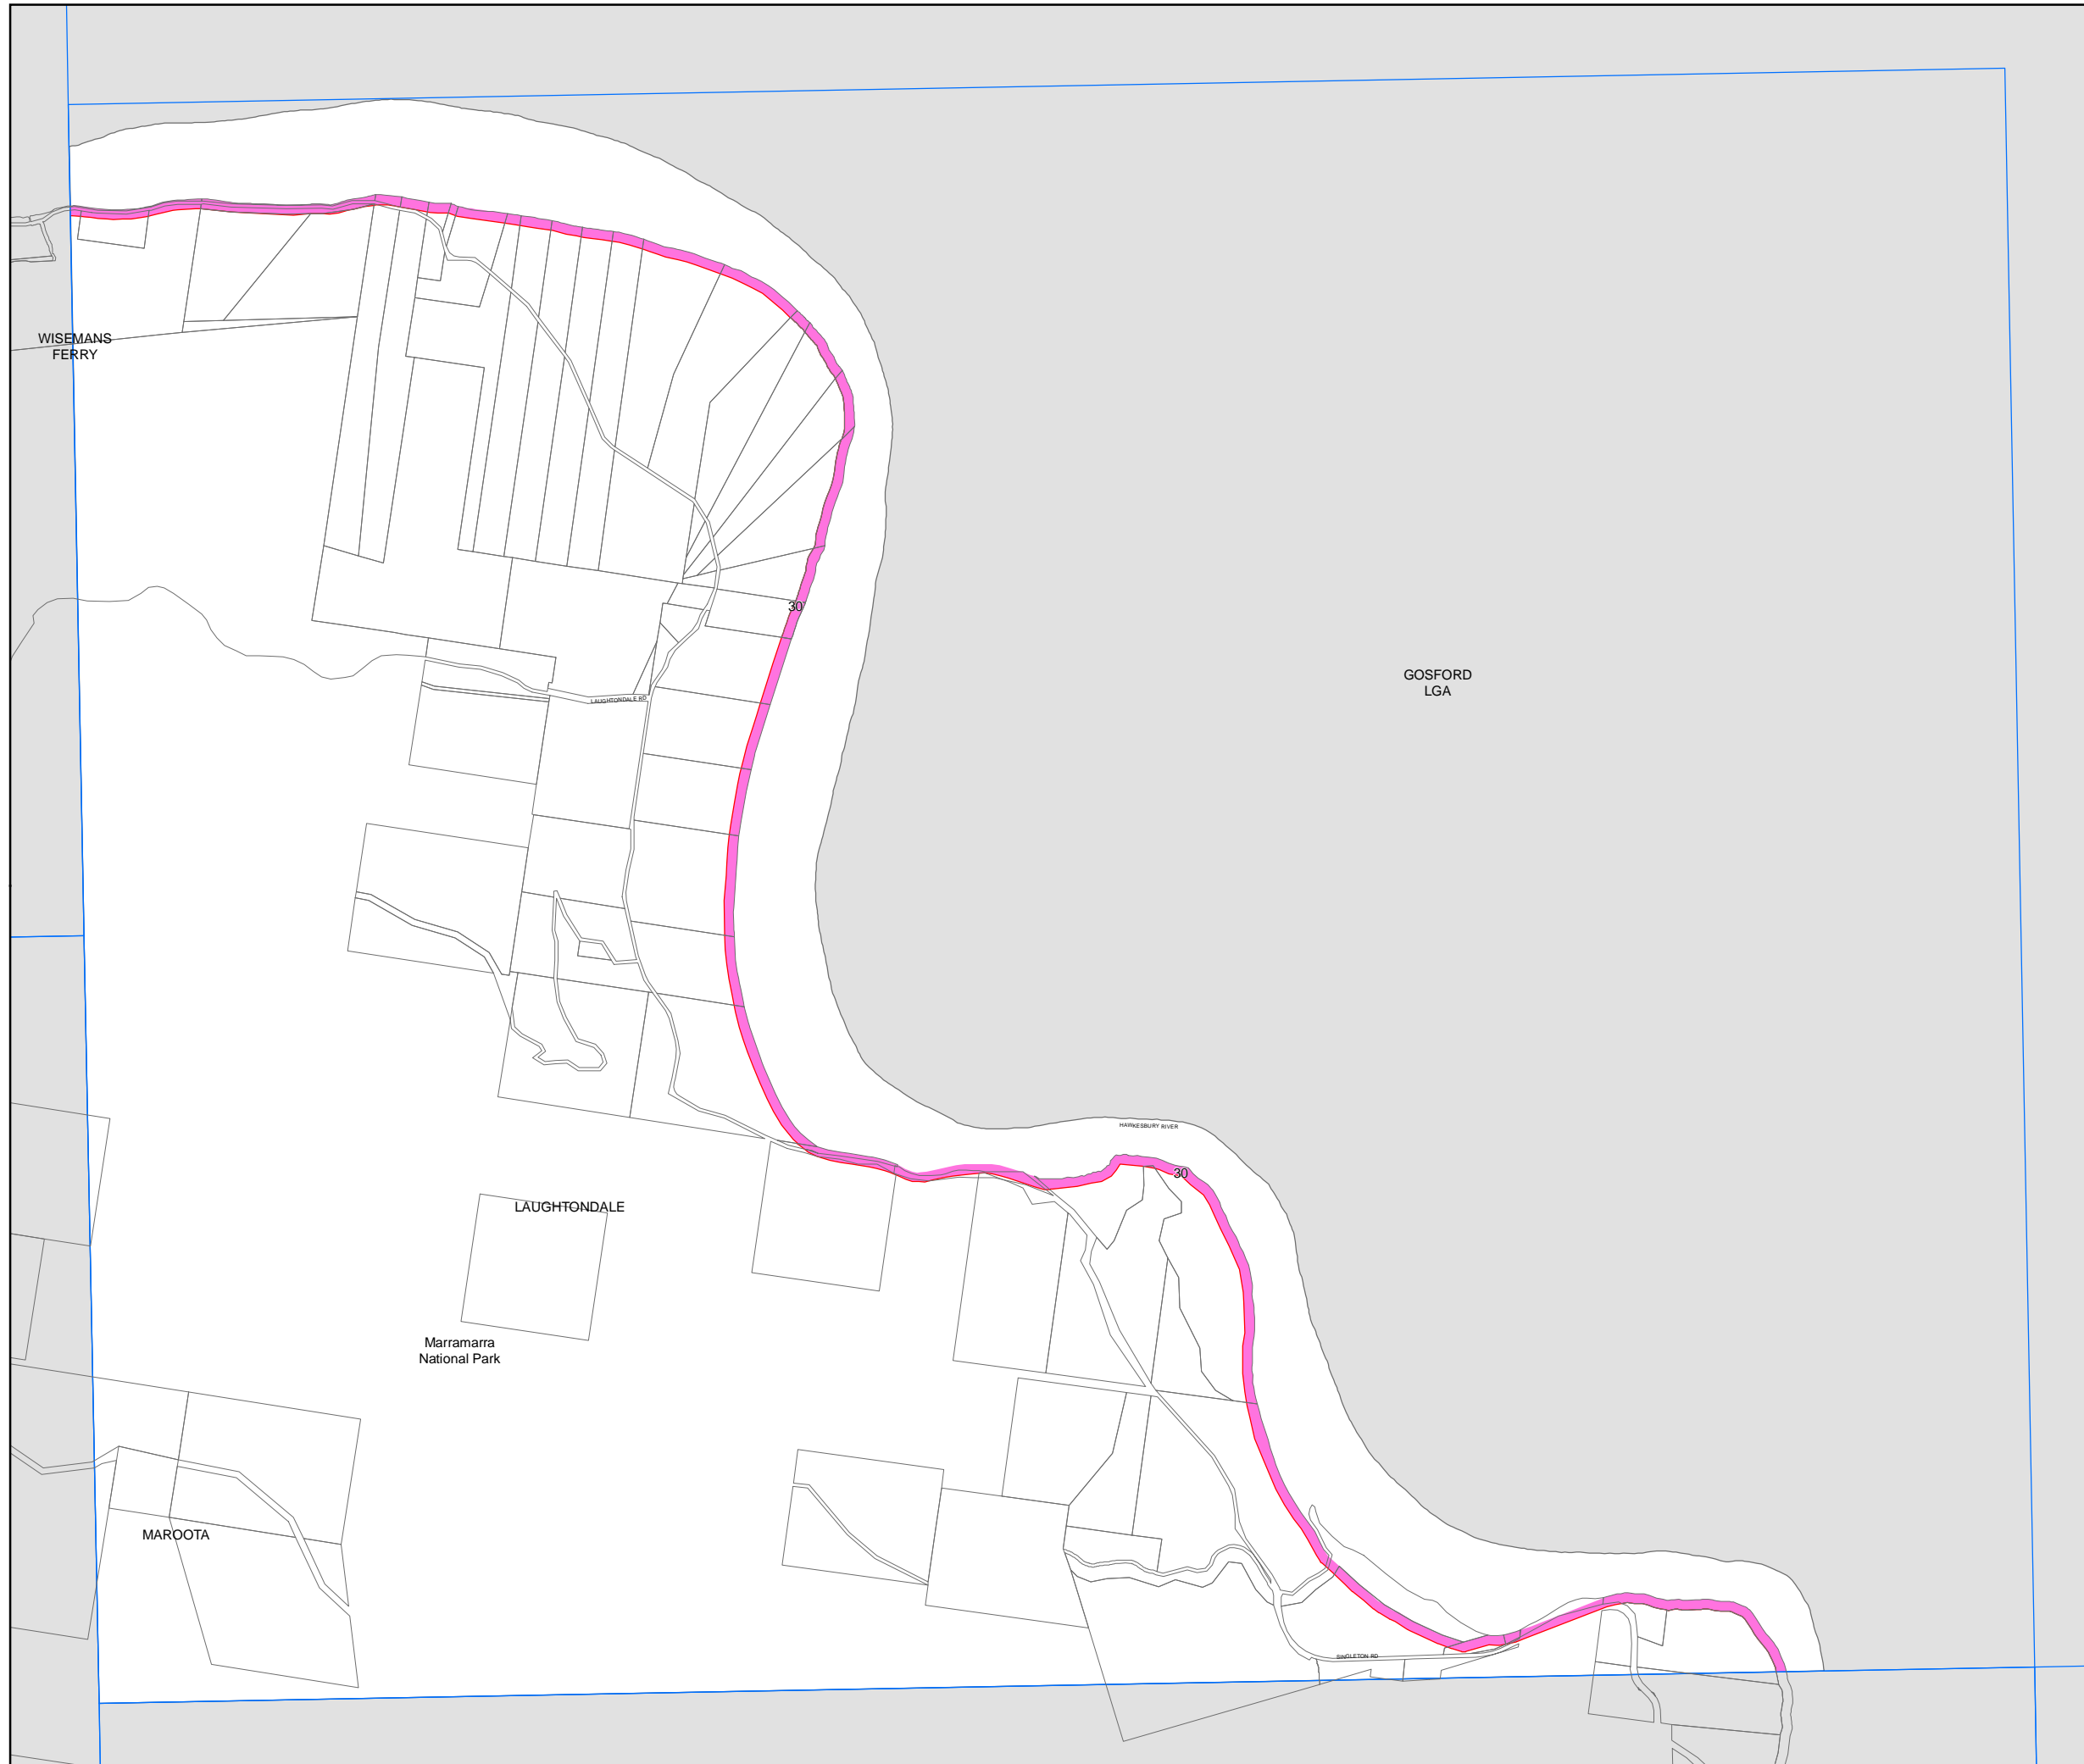 WISEMANS
FERRY
30
GOSFORD
LGA
LAUGHTONDALE RD
HAWKESBURY RIVER
30
LAUGHTONDALE
Marramarra
National Park
MAROOTA
SINGLETON RD